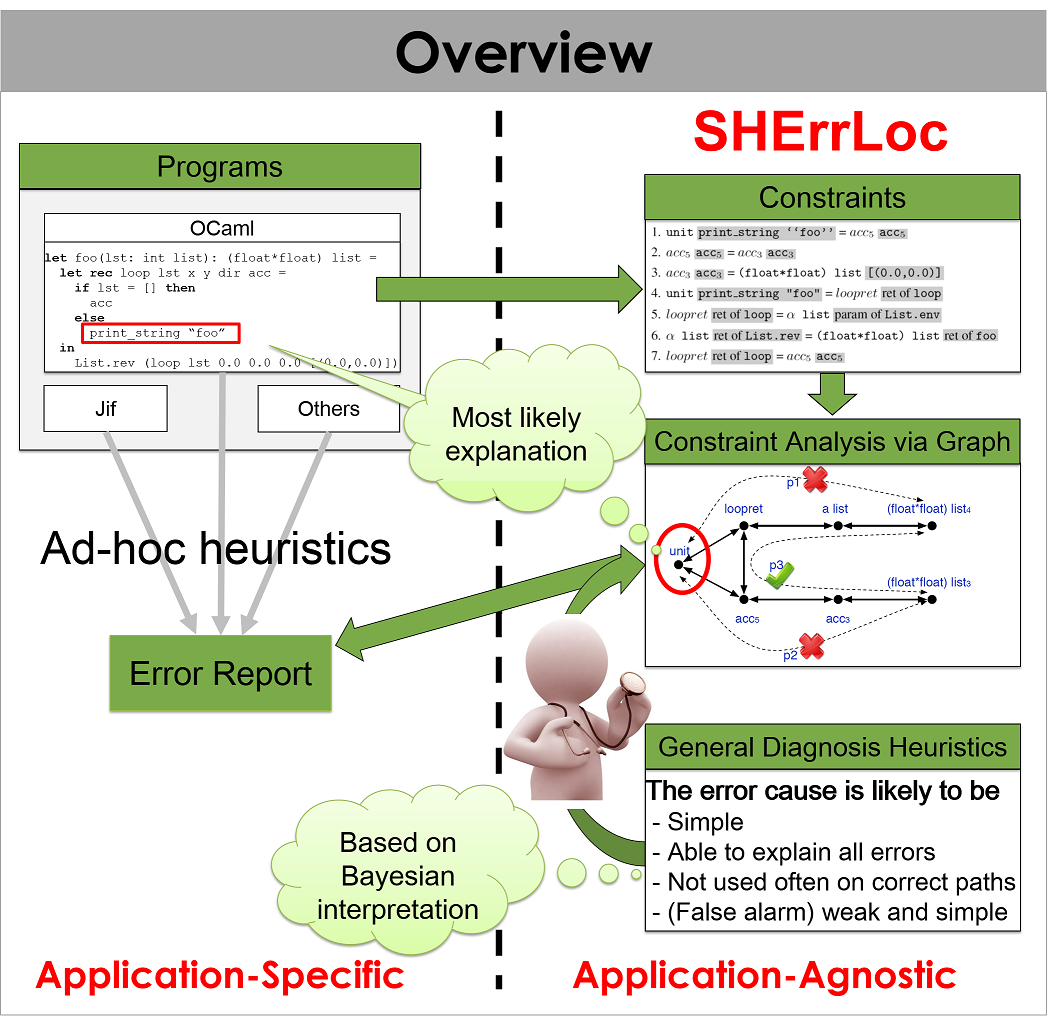 Overview
SHErrLoc
Programs
OCaml
let foo(lst: int list): (float*float) list =
let rec loop lst x y dir acc =
if lst = [] then
acc
else
print_string “foo”
in
List.rev (loop lst 0.0 0.0 0.0 [(0.0,0.0)])
Jif
Others
Ad-hoc heuristics
Error Report
Most likely
explanation
Constraints
1. unit print_string ‘‘foo’’ = acc5 acc5
2. acc5 acc5 = acc3 acc3
3. acc3 acc3 = (float*float) list [(0.0,0.0)]
4. unit print_string "foo" = loopret ret of loop
5. loopret ret of loop = α list param of List.env
6. α list ret of List.rev = (float*float) list ret of foo
7. loopret ret of loop = acc5 acc5
Constraint Analysis via Graph
p1
loopret
a list
(float*float) list4
unit
p3
(float*float) list3
acc5
acc3
p2
General Diagnosis Heuristics
The error cause is likely to be
- Simple
- Able to explain all errors
- Not used often on correct paths
- (False alarm) weak and simple
Based on
Bayesian
interpretation
Application-Specific
Application-Agnostic